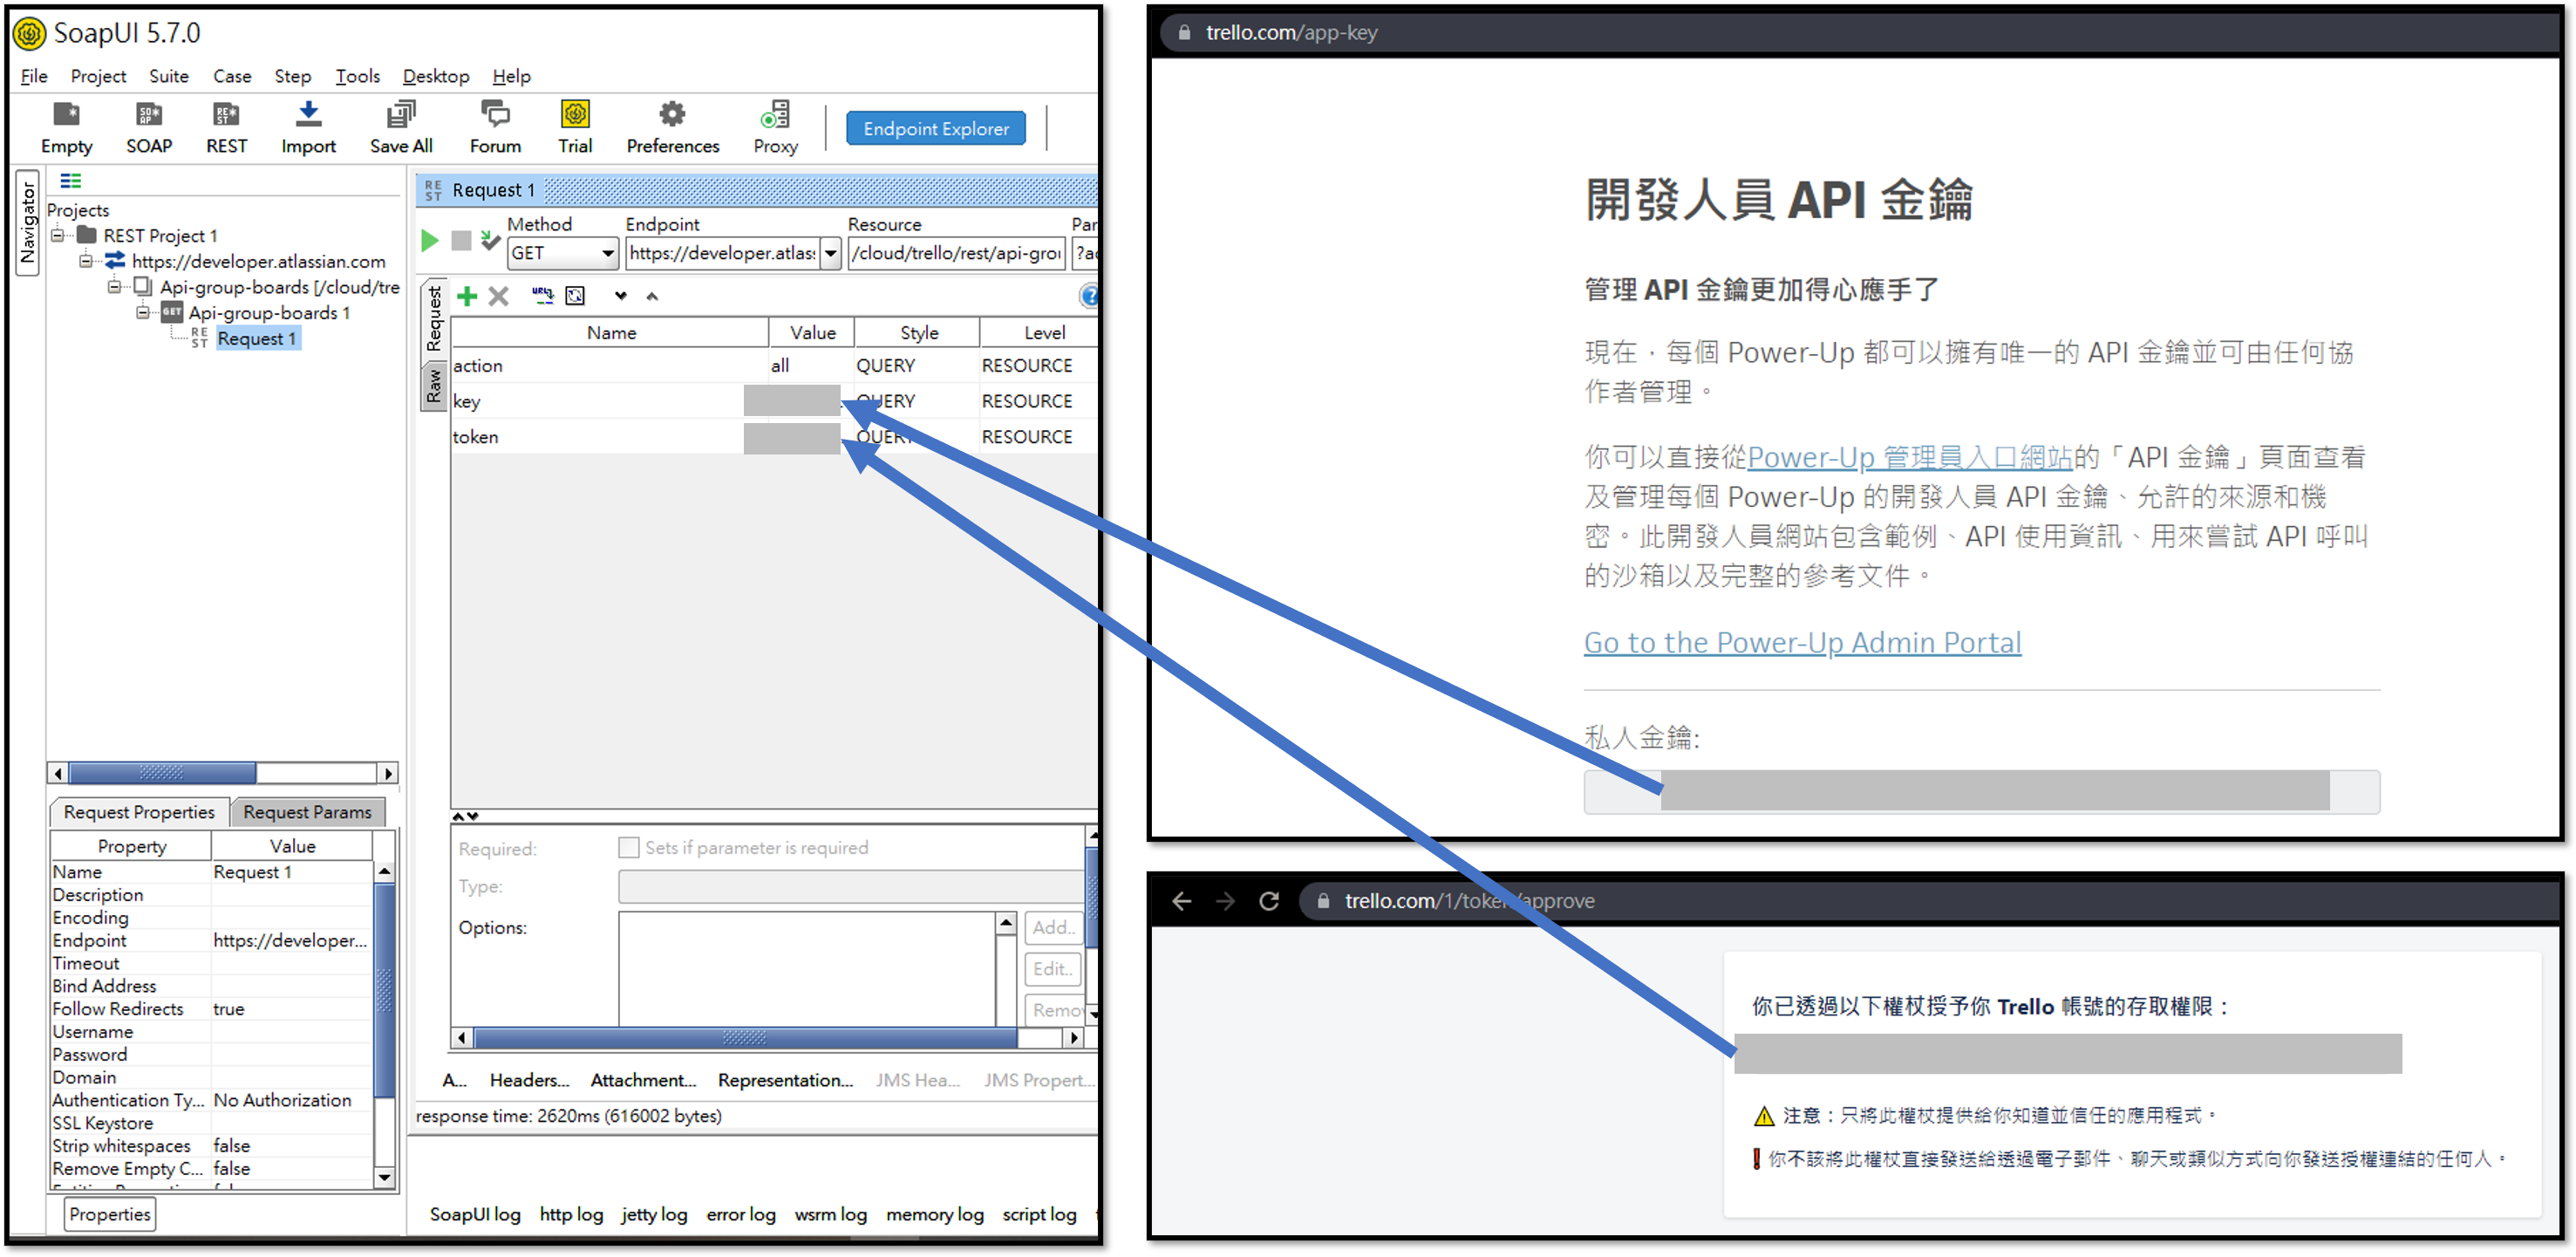 SoapUI 5.7.0
File Project Suite Case Step Tools Desktop Help
Empty SOAP REST Import Save All Forum Trial Preferences Proxy Endpoint Explorer
Navigator
Projects
REST Project 1
https://developer.atlassian.com
Api-group-boards [/cloud/tre
Api-group-boards 1
Request 1
Request Properties Request Params
Property Value
Name Request 1
Description
Encoding
Endpoint https://developer...
Timeout
Bind Address
Follow Redirects true
Username
Password
Domain
Authentication Ty... No Authorization
SSL Keystore
Strip whitespaces false
Remove Empty C... false
Properties
REST Request 1
Method Endpoint Resource Par
GET https://developer.atlas: /cloud/trello/rest/api-gro
Request
Raw
Name Value Style Level
action all QUERY RESOURCE
key QUERY RESOURCE
token QUERY RESOURCE
Required: Sets if parameter is required
Type:
Options: Add..
Edit..
Remov
A... Headers... Attachment... Representation... JMS Hea... JMS Propert...
response time: 2620ms (616002 bytes)
SoapUI log http log jetty log error log wsrm log memory log script log
trello.com/app-key
開發人員 API 金鑰
管理 API 金鑰更加得心應手了
現在，每個 Power-Up 都可以擁有唯一的 API 金鑰並可由任何協
作者管理。
你可以直接從Power-Up 管理員入口網站的「API 金鑰」頁面查看
及管理每個 Power-Up 的開發人員 API 金鑰、允許的來源和機
密。此開發人員網站包含範例、API 使用資訊、用來嘗試 API 呼叫
的沙箱以及完整的參考文件。
Go to the Power-Up Admin Portal
私人金鑰:
trello.com/1/token/approve
你已透過以下權杖授予你 Trello 帳號的存取權限：
注意：只將此權杖提供給你知道並信任的應用程式。
你不該將此權杖直接發送給透過電子郵件、聊天或類似方式向你發送授權連結的任何人。